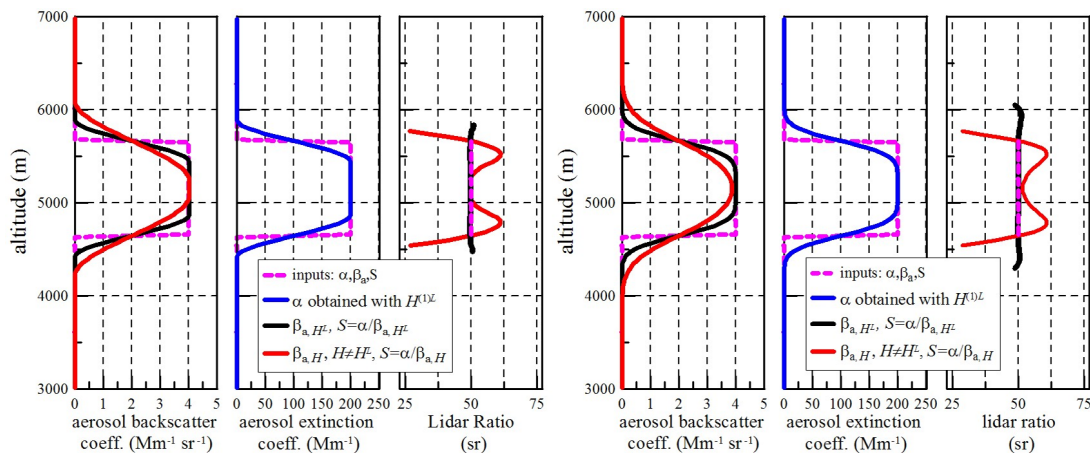 7000
6000
5000
4000
3000
altitude (m)
0 1 2 3 4 5
aerosol backscatter
coeff. (Mm⁻¹ sr⁻¹)
0 50 100 150 200 250
aerosol extinction
coeff. (Mm⁻¹)
25 50 75
Lidar Ratio
(sr)
inputs: α,βₐ,S
α obtained with H⁽¹⁾ᴸ
βₐ, Hᴸ, S=α/βₐ, Hᴸ
βₐ, H, H≠Hᴸ, S=α/βₐ, H
7000
6000
5000
4000
3000
altitude (m)
0 1 2 3 4 5
aerosol backscatter
coeff. (Mm⁻¹ sr⁻¹)
0 50 100 150 200 250
aerosol extinction
coeff. (Mm⁻¹)
25 50 75
lidar ratio
(sr)
inputs: α,βₐ,S
α obtained with H⁽¹⁾ᴸ
βₐ, Hᴸ, S=α/βₐ, Hᴸ
βₐ, H, H≠Hᴸ, S=α/βₐ, H